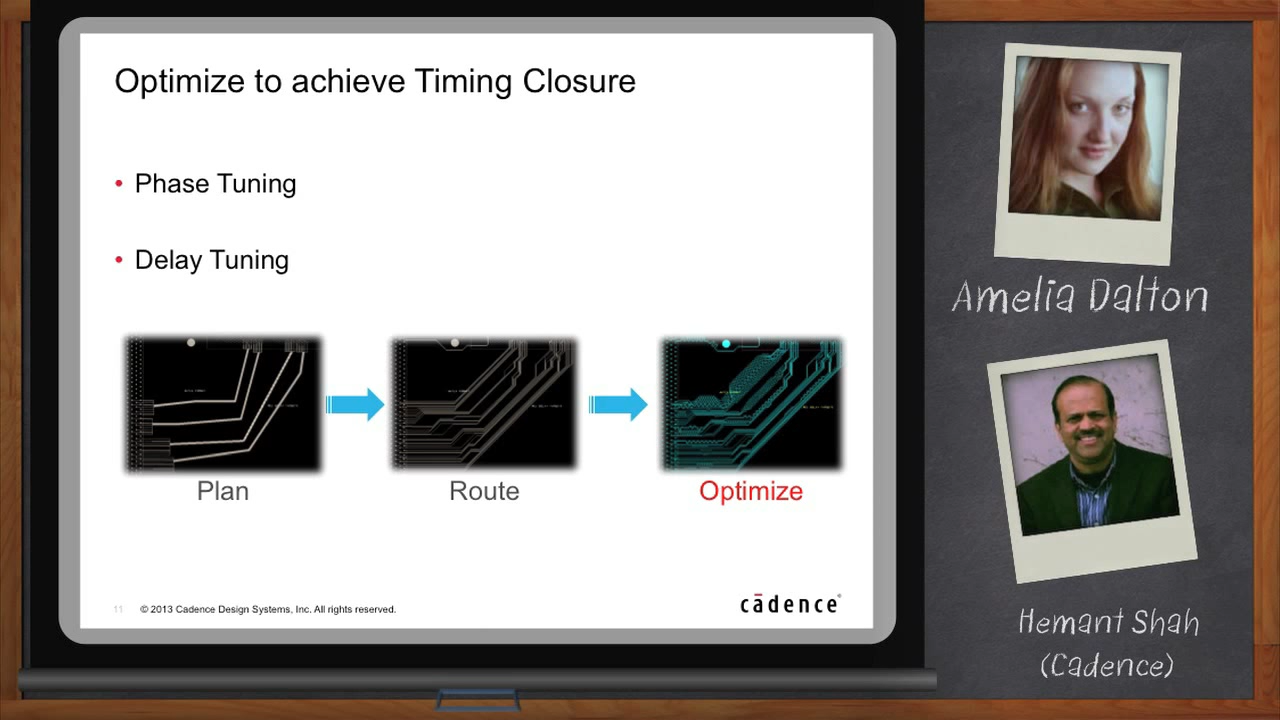 Optimize to achieve Timing Closure
• Phase Tuning
• Delay Tuning
Plan
Route
Optimize
11 © 2013 Cadence Design Systems, Inc. All rights reserved.
cādence®
Amelia Dalton
Hemant Shah
(Cadence)